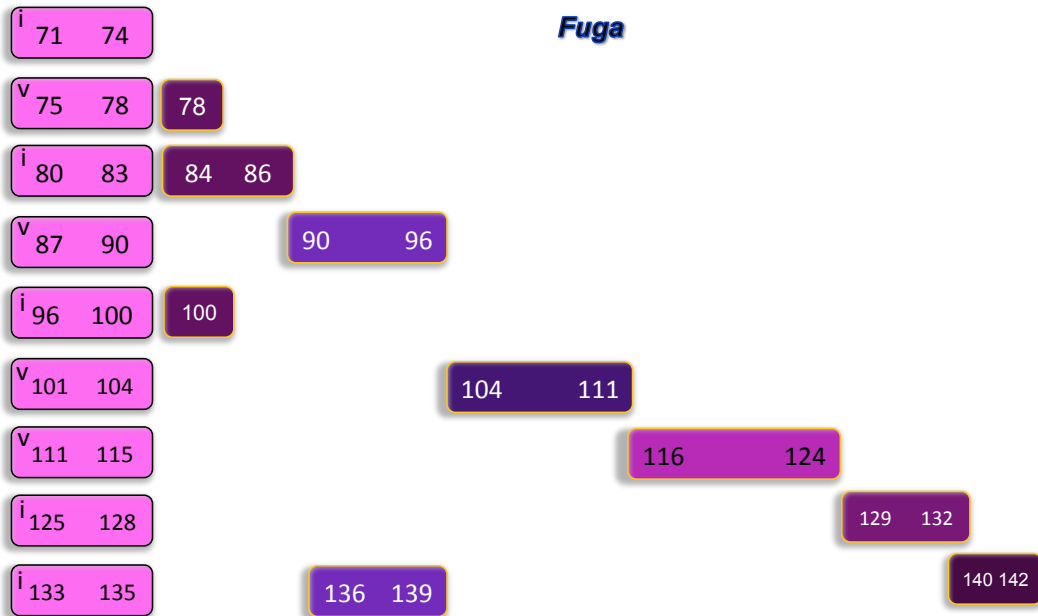 Fuga
i 71 74
v 75 78 78
i 80 83 84 86
v 87 90 90 96
i 96 100 100
v 101 104 104 111
v 111 115 116 124
i 125 128 129 132
i 133 135 136 139 140 142